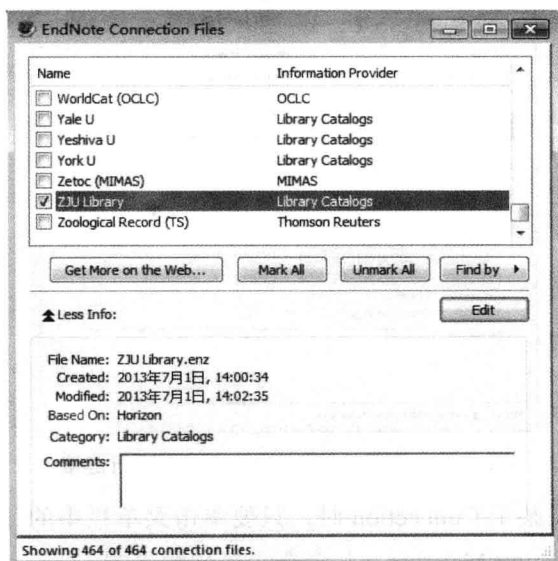 EndNote Connection Files
Name Information Provider
WorldCat (OCLC) OCLC
Yale U Library Catalogs
Yeshiva U Library Catalogs
York U Library Catalogs
Zetoc (MIMAS) MIMAS
ZJU Library Library Catalogs
Zoological Record (TS) Thomson Reuters
Get More on the Web... Mark All Unmark All Find by
Less Info: Edit
File Name: ZJU Library.enz
Created: 2013年7月1日, 14:00:34
Modified: 2013年7月1日, 14:02:35
Based On: Horizon
Category: Library Catalogs
Comments:
Showing 464 of 464 connection files.